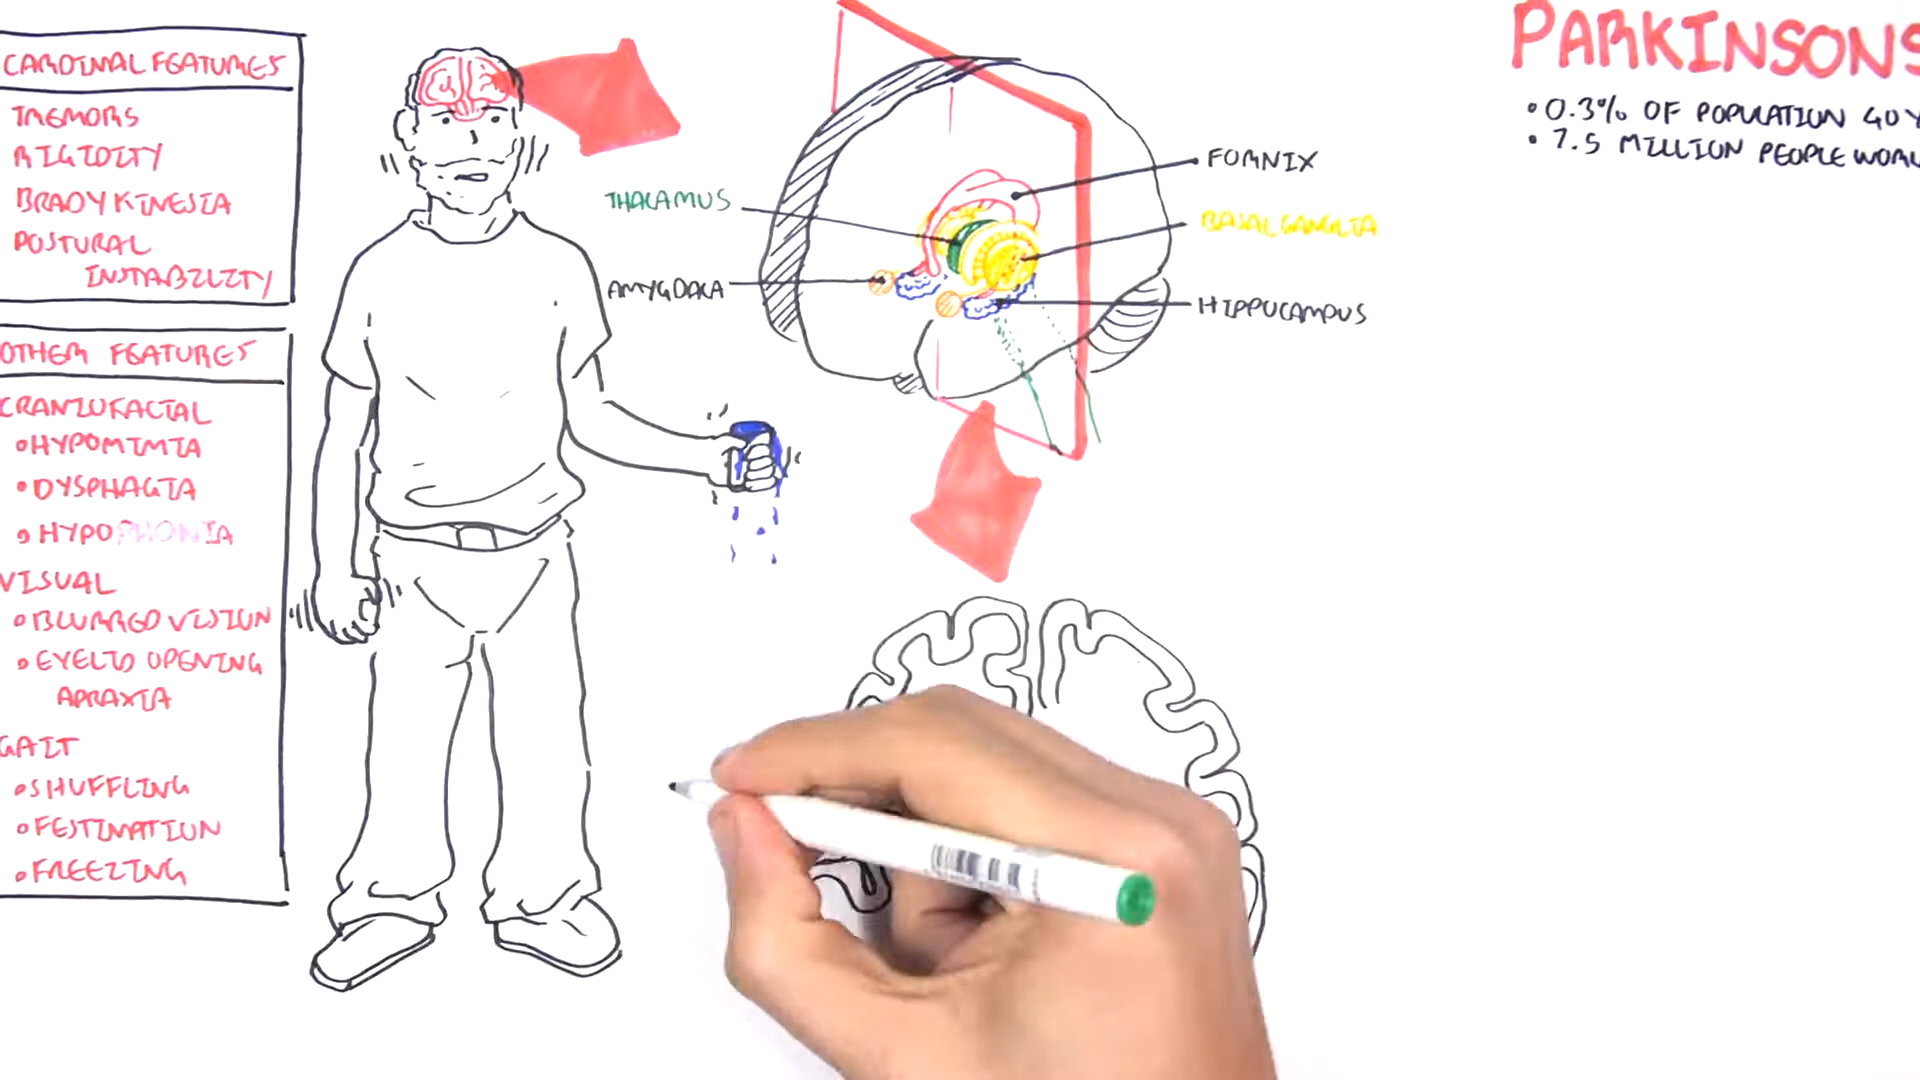 CARDINAL FEATURES
TREMORS
RIGIDITY
BRADYKINESIA
POSTURAL
INSTABILITY
OTHER FEATURES
CRANIOFACIAL
• HYPOMIMIA
• DYSPHAGIA
• HYPOPHONIA
VISUAL
• BLURRED VISION
• EYELID OPENING
APRAXIA
GAIT
• SHUFFLING
• FESTINATION
• FREEZING
THALAMUS
AMYGDALA
FORNIX
BASAL GANGLIA
HIPPOCAMPUS
PARKINSONS
• 0.3% OF POPULATION 40Y
• 7.5 MILLION PEOPLE WORL